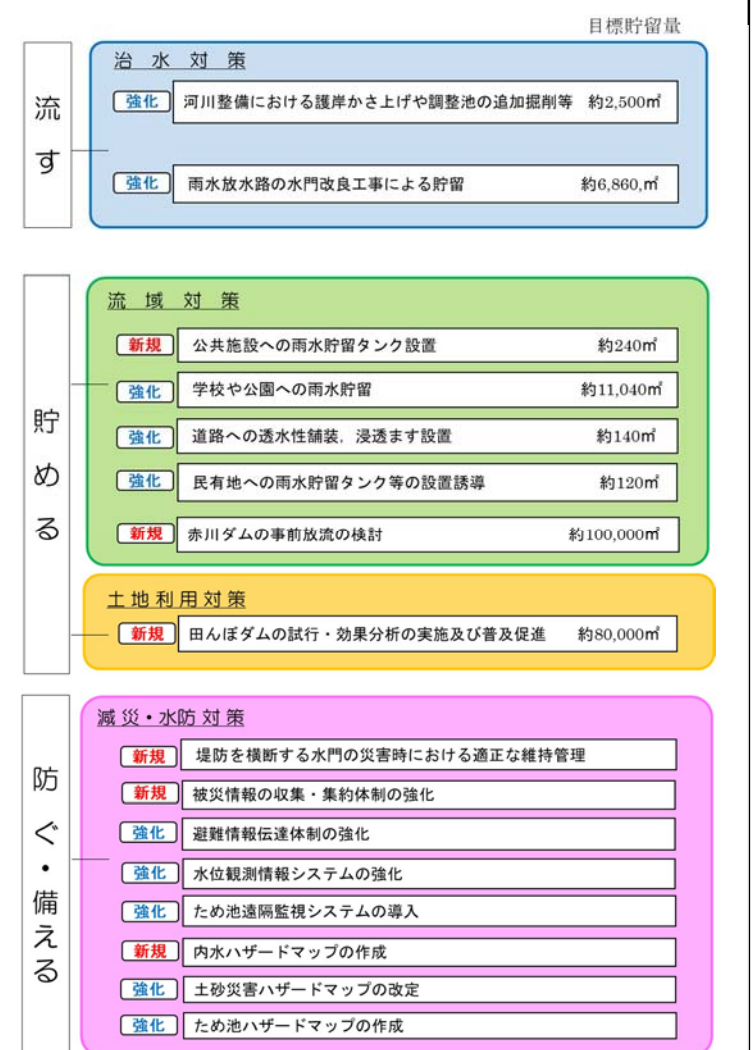 目標貯留量
流す
治水対策
強化 河川整備における護岸かさ上げや調整池の追加掘削等 約2,500㎥
強化 雨水放水路の水門改良工事による貯留 約6,860,㎥
貯める
流域対策
新規 公共施設への雨水貯留タンク設置 約240㎥
強化 学校や公園への雨水貯留 約11,040㎥
強化 道路への透水性舗装，浸透ます設置 約140㎥
強化 民有地への雨水貯留タンク等の設置誘導 約120㎥
新規 赤川ダムの事前放流の検討 約100,000㎥
土地利用対策
新規 田んぼダムの試行・効果分析の実施及び普及促進 約80,000㎥
防ぐ・備える
減災・水防対策
新規 堤防を横断する水門の災害時における適正な維持管理
新規 被災情報の収集・集約体制の強化
強化 避難情報伝達体制の強化
強化 水位観測情報システムの強化
強化 ため池遠隔監視システムの導入
新規 内水ハザードマップの作成
強化 土砂災害ハザードマップの改定
強化 ため池ハザードマップの作成